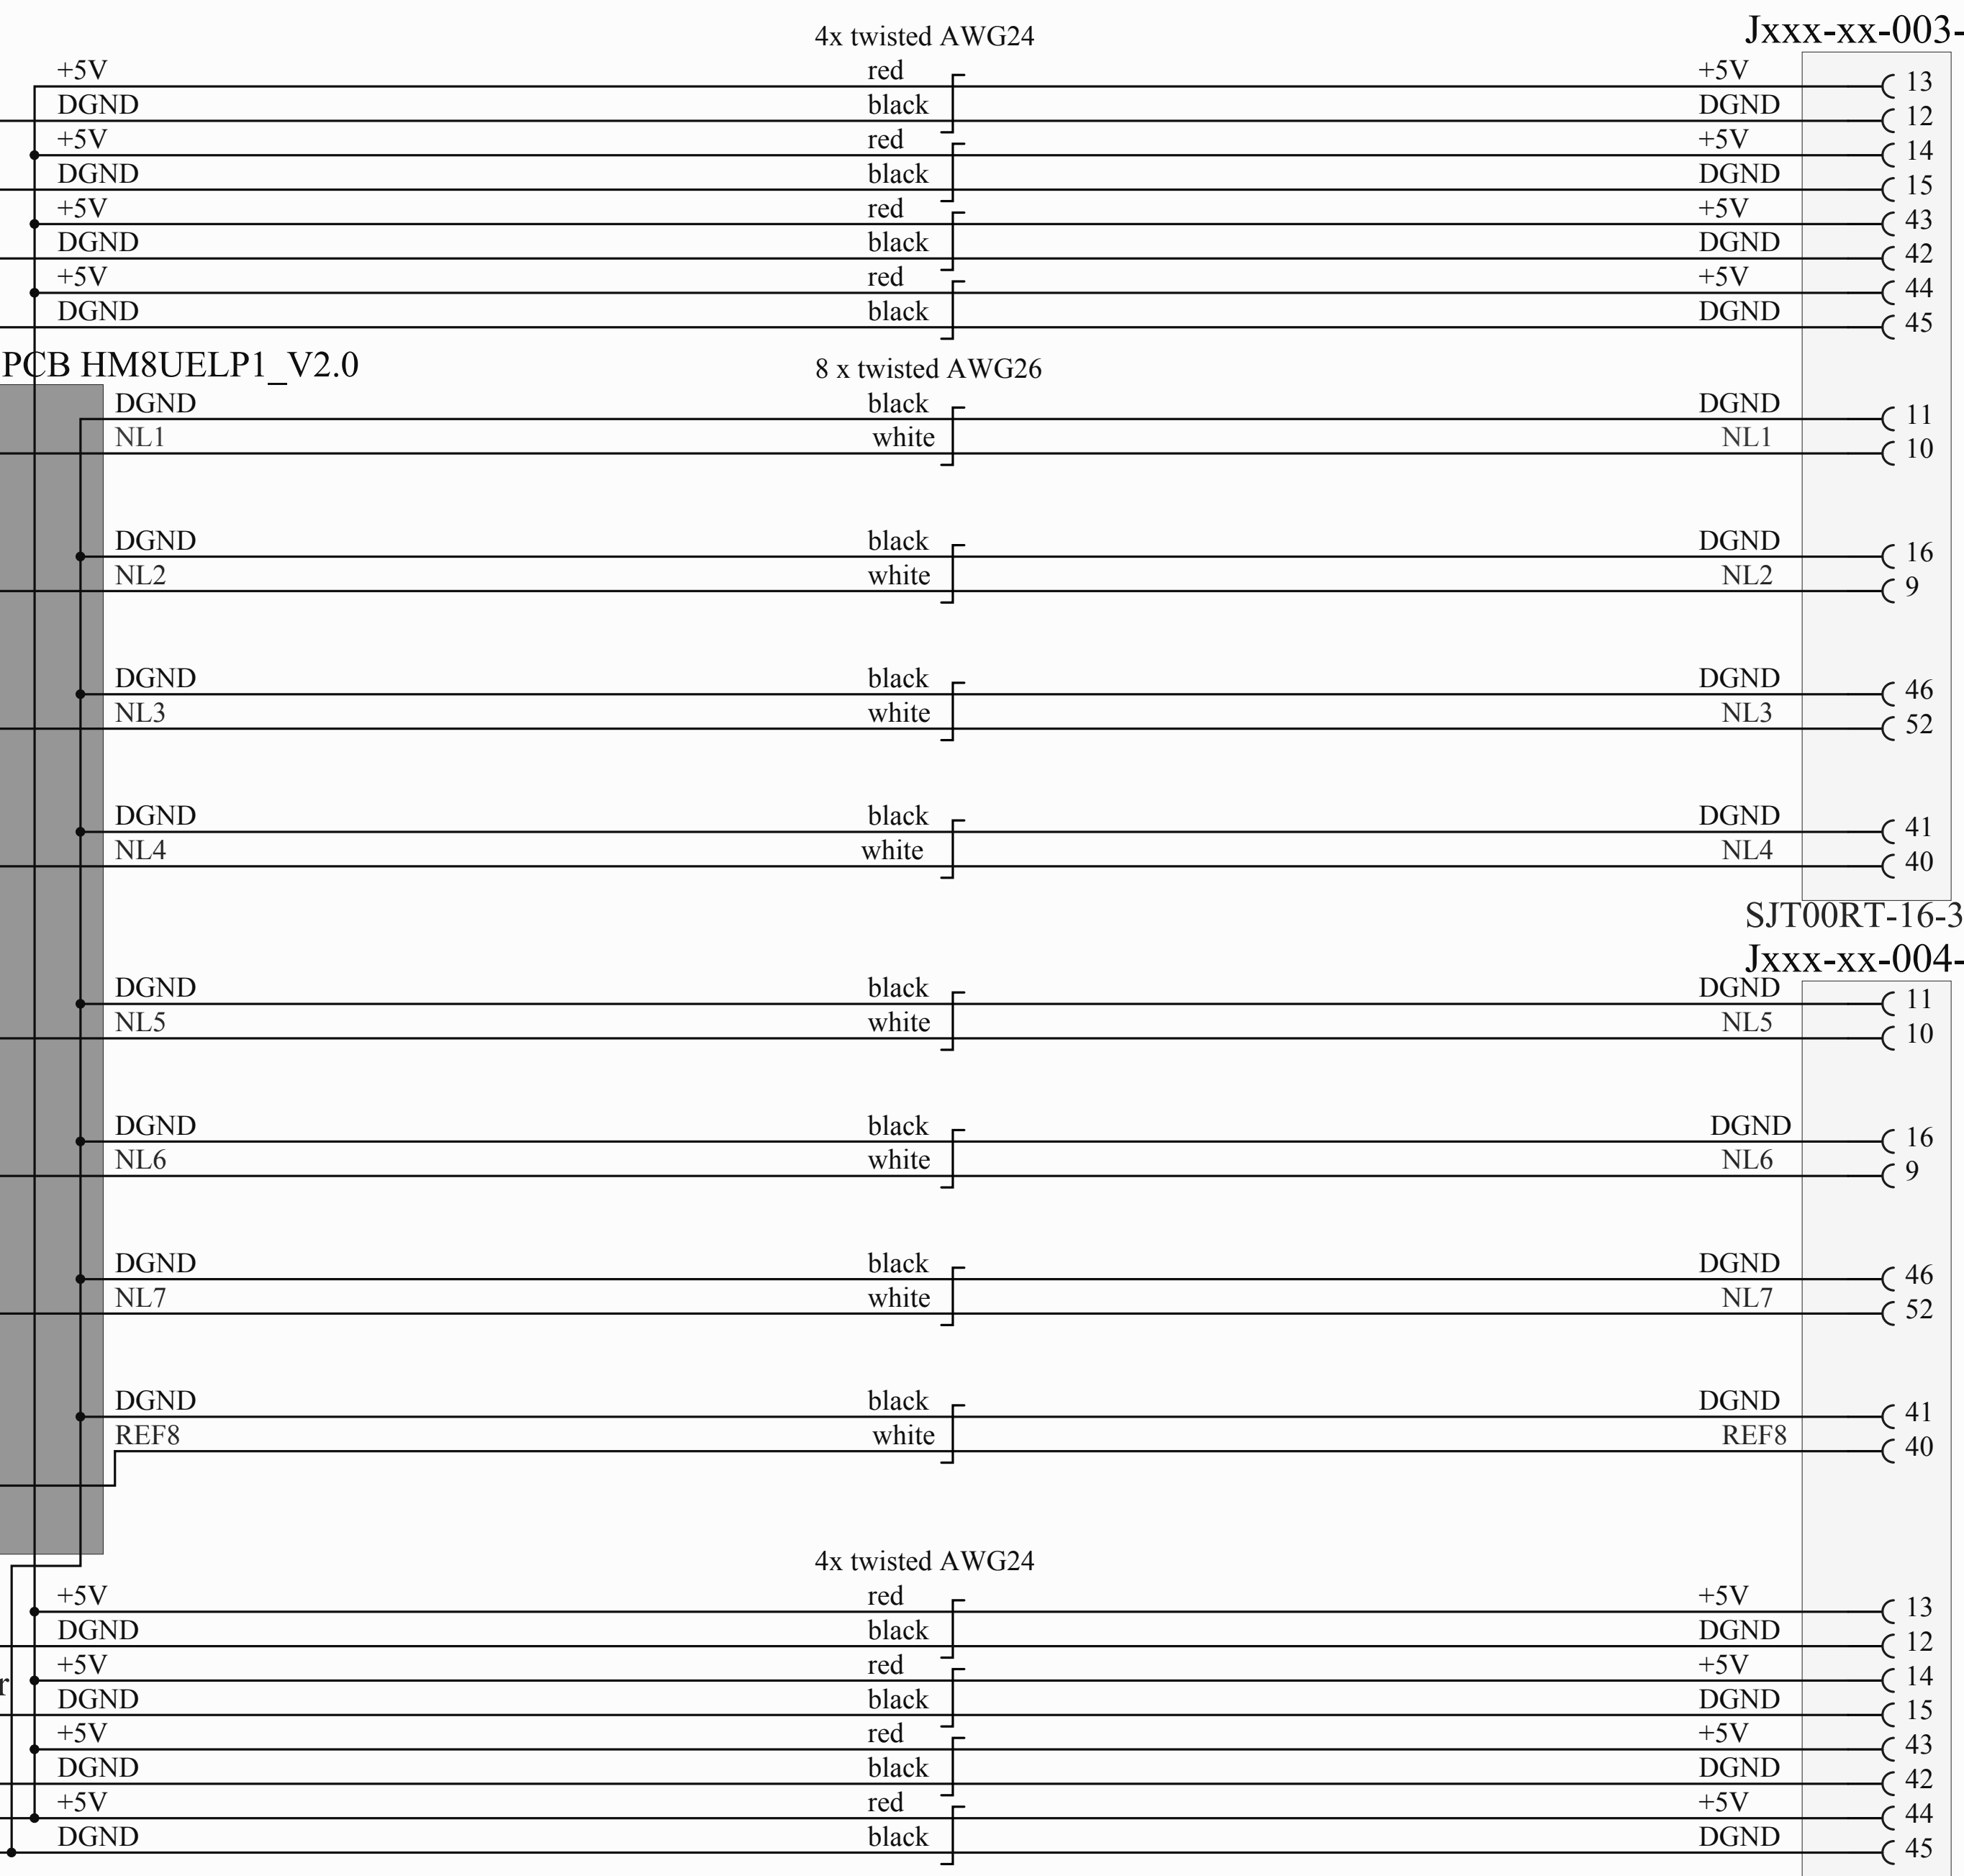 4x twisted AWG24 Jxxx-xx-003-
+5V red +5V 13
DGND black DGND 12
+5V red +5V 14
DGND black DGND 15
+5V red +5V 43
DGND black DGND 42
+5V red +5V 44
DGND black DGND 45
PCB HM8UELP1_V2.0 8 x twisted AWG26
DGND black DGND 11
NL1 white NL1 10
DGND black DGND 16
NL2 white NL2 9
DGND black DGND 46
NL3 white NL3 52
DGND black DGND 41
NL4 white NL4 40
SJT00RT-16-3
Jxxx-xx-004-
DGND black DGND 11
NL5 white NL5 10
DGND black DGND 16
NL6 white NL6 9
DGND black DGND 46
NL7 white NL7 52
DGND black DGND 41
REF8 white REF8 40
4x twisted AWG24
+5V red +5V 13
DGND black DGND 12
+5V red +5V 14
r DGND black DGND 15
+5V red +5V 43
DGND black DGND 42
+5V red +5V 44
DGND black DGND 45